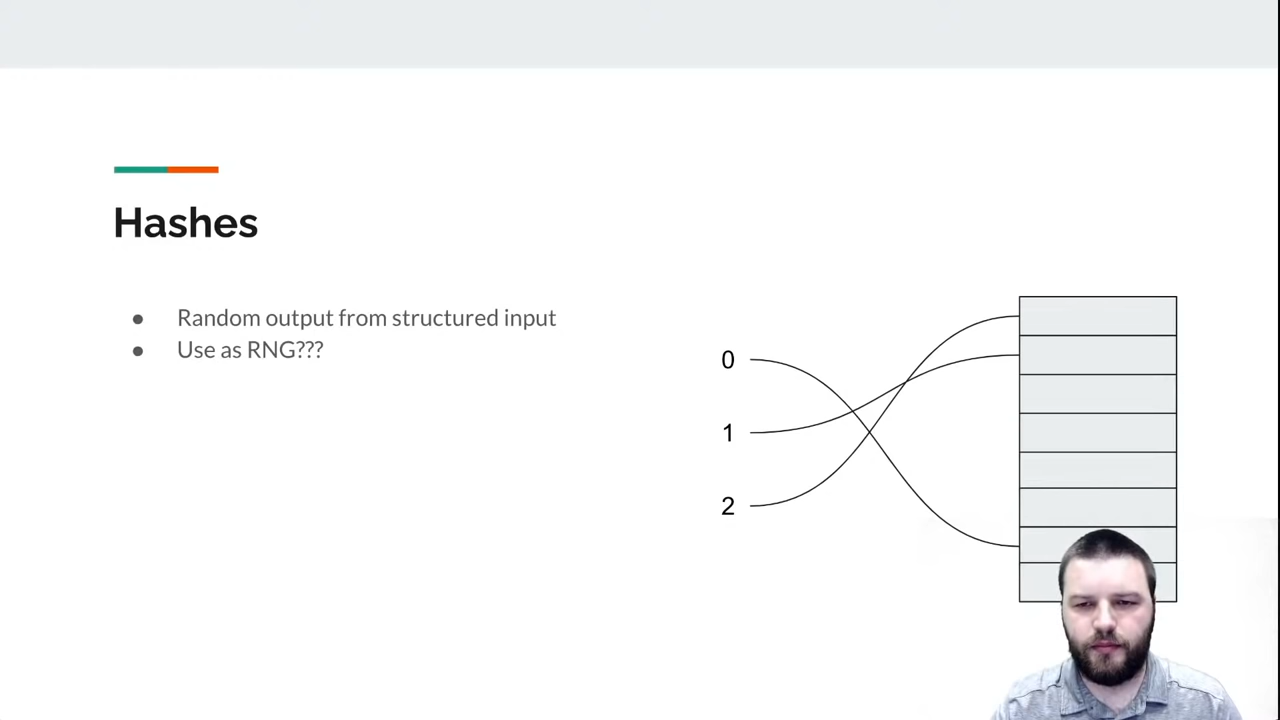 Hashes
● Random output from structured input
● Use as RNG???
0
1
2